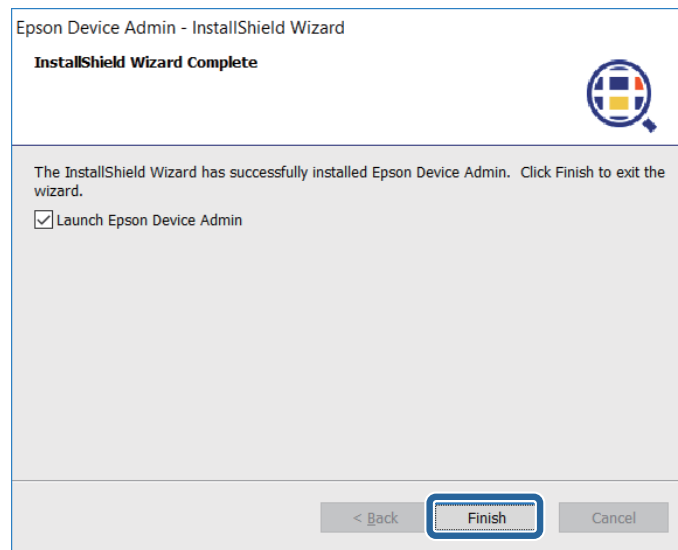 Epson Device Admin - InstallShield Wizard
InstallShield Wizard Complete
The InstallShield Wizard has successfully installed Epson Device Admin. Click Finish to exit the
wizard.
Launch Epson Device Admin
< Back Finish Cancel